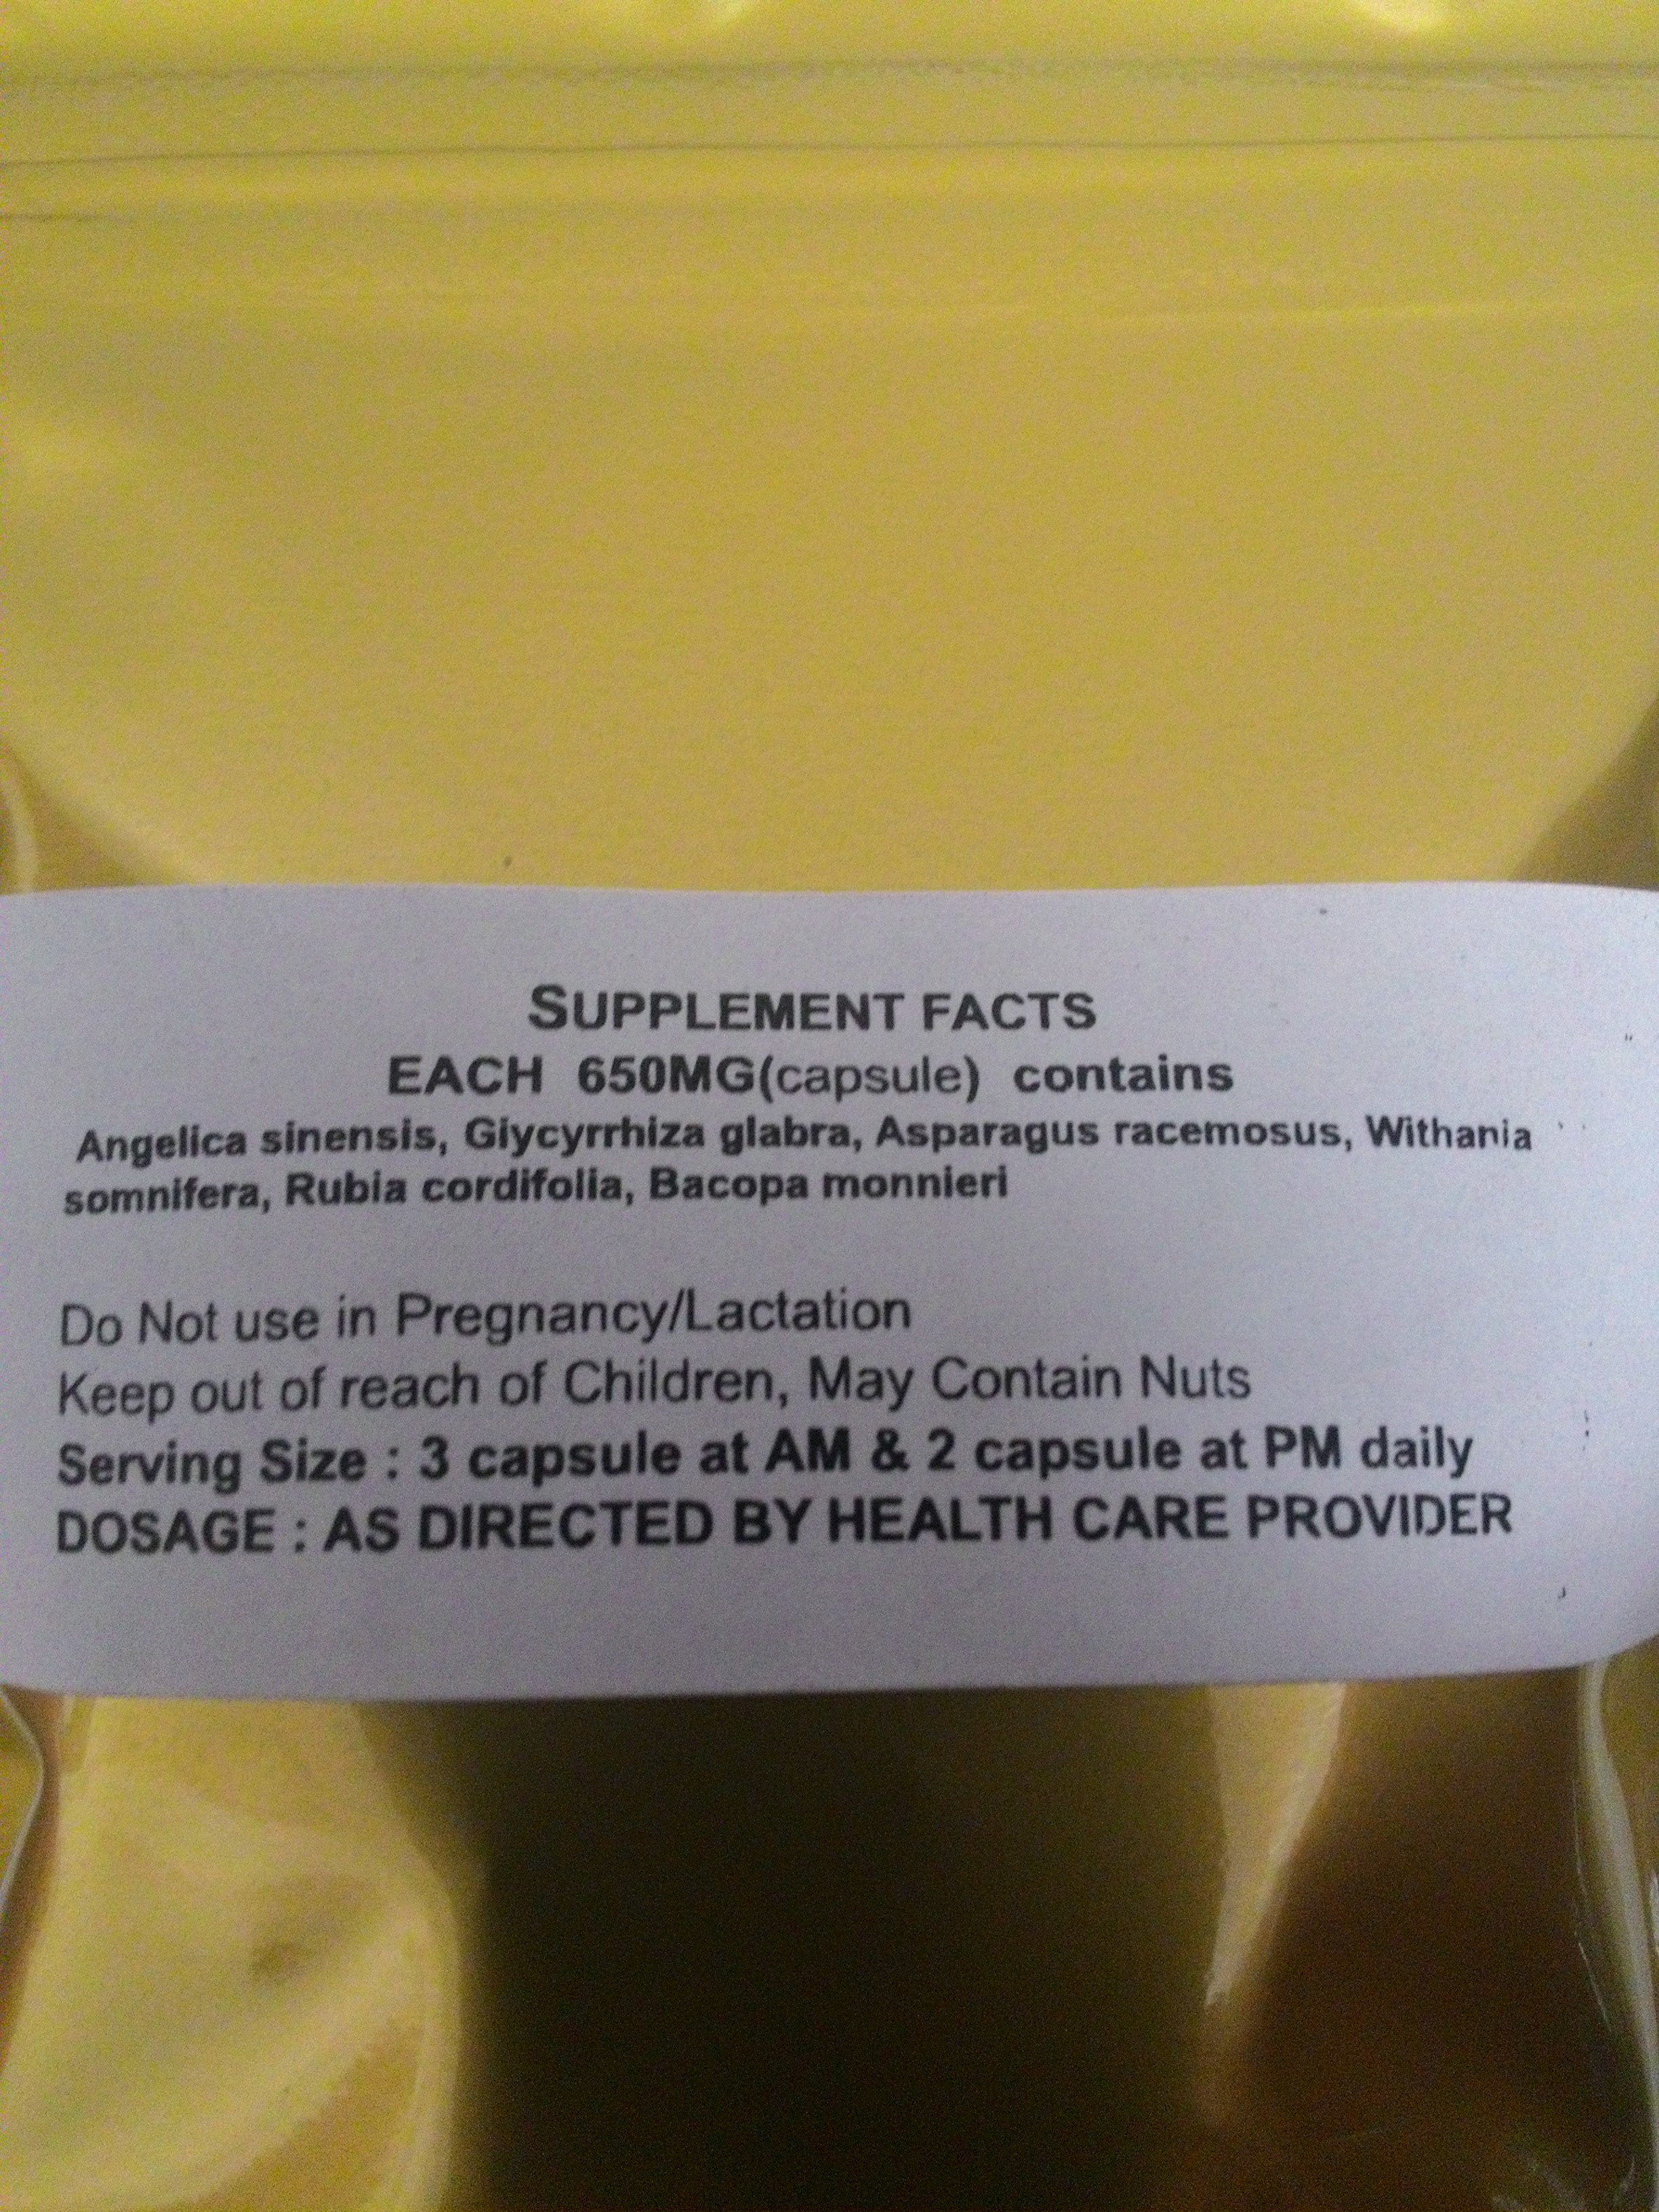 SUPPLEMENT FACTS
EACH 650MG(capsule) contains
Angelica sinensis, Giycyrrhiza glabra, Asparagus racemosus, Withania
somnifera, Rubia cordifolia, Bacopa monnieri
Do Not use in Pregnancy/Lactation
Keep out of reach of Children, May Contain Nuts
Serving Size : 3 capsule at AM & 2 capsule at PM daily
DOSAGE : AS DIRECTED BY HEALTH CARE PROVIDER